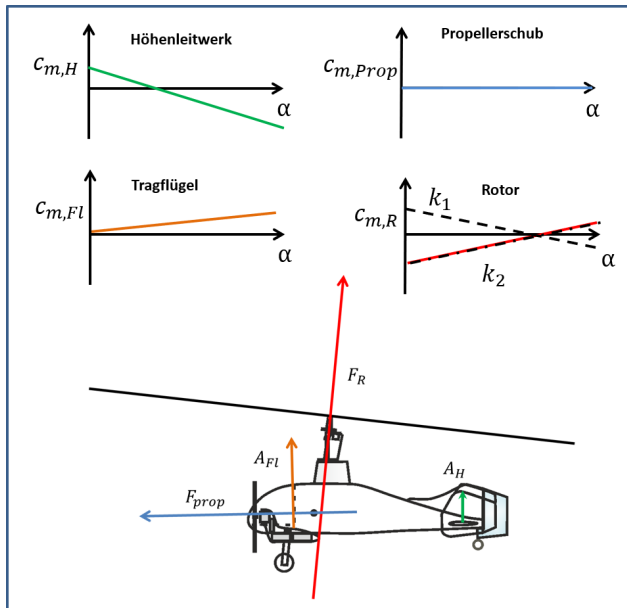 Höhenleitwerk
c_{m,H}
α
Propellerschub
c_{m,Prop}
α
Tragflügel
c_{m,Fl}
α
Rotor
k_1
c_{m,R}
k_2
α
F_R
A_{Fl}
A_H
F_{prop}